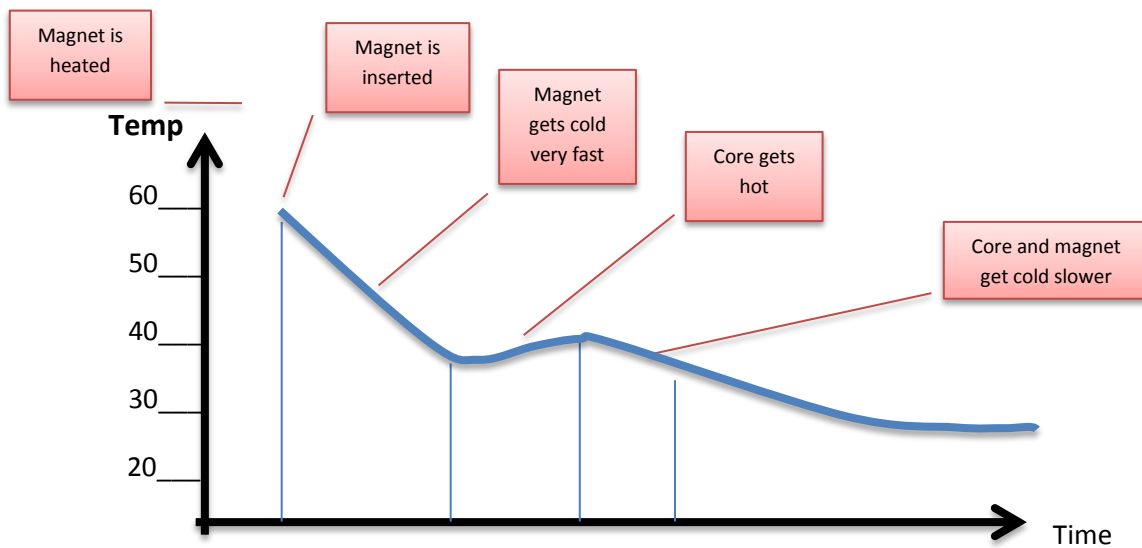 Magnet is
heated
Magnet is
inserted
Magnet
gets cold
very fast
Core gets
hot
Core and magnet
get cold slower
Temp
60
50
40
30
20
Time